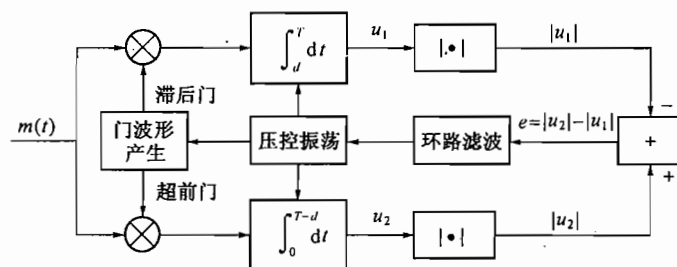 ∫_d^T dt
u₁
|•|
|u₁|
滞后门
−
m(t)
门波形
产生
压控振荡
环路滤波
e=|u₂|−|u₁|
+
超前门
+
∫_0^{T−d} dt
u₂
|•|
|u₂|